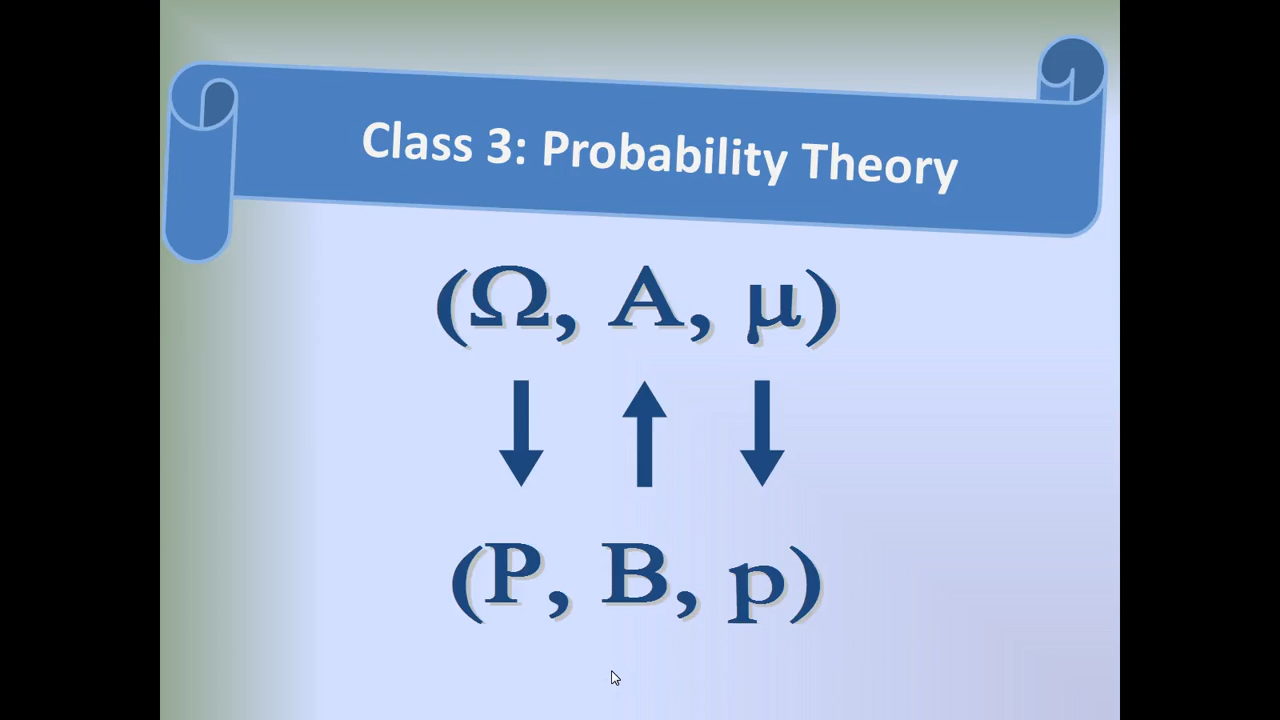 Class 3: Probability Theory
(Ω, A, μ)
(P, B, p)